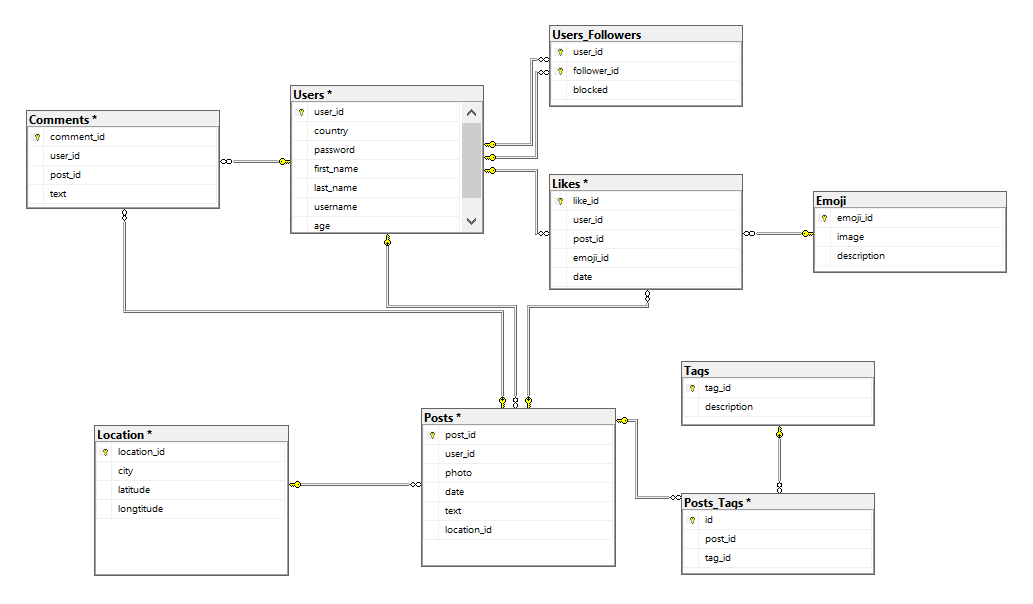 Users_Followers
user_id
follower_id
blocked
Users *
user_id
country
password
first_name
last_name
username
age
Comments *
comment_id
user_id
post_id
text
Likes *
like_id
user_id
post_id
emoji_id
date
Emoji
emoji_id
image
description
Tags
tag_id
description
Posts *
post_id
user_id
photo
date
text
location_id
Location *
location_id
city
latitude
longtitude
Posts_Tags *
id
post_id
tag_id